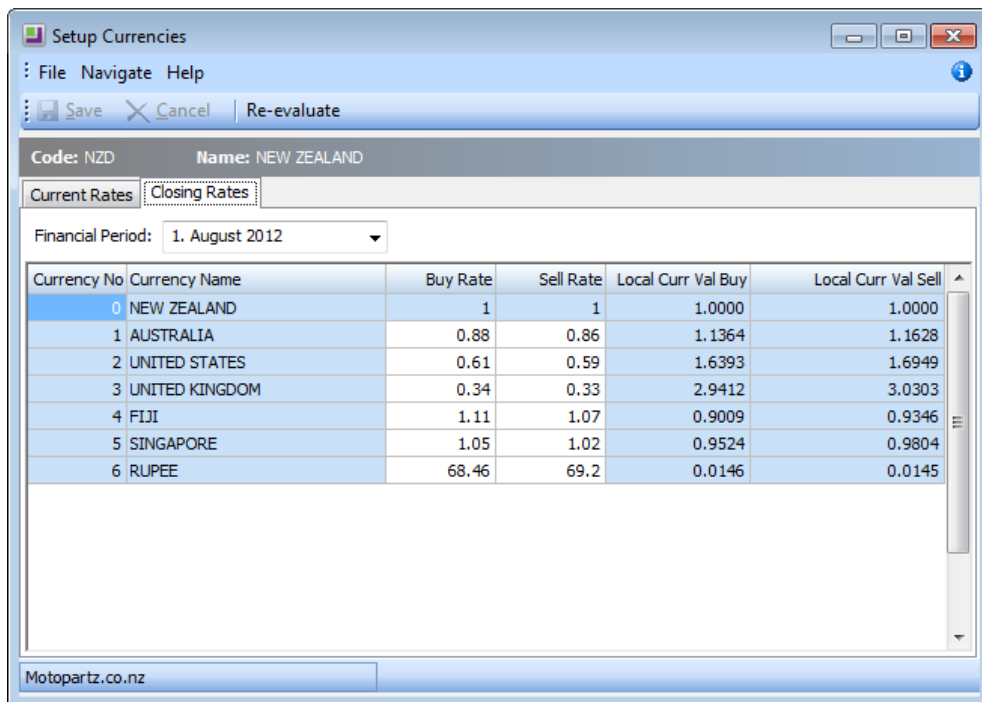 Setup Currencies
File Navigate Help
Save Cancel Re-evaluate
Code: NZD Name: NEW ZEALAND
Current Rates Closing Rates
Financial Period: 1. August 2012
Currency No Currency Name Buy Rate Sell Rate Local Curr Val Buy Local Curr Val Sell
0 NEW ZEALAND 1 1 1.0000 1.0000
1 AUSTRALIA 0.88 0.86 1.1364 1.1628
2 UNITED STATES 0.61 0.59 1.6393 1.6949
3 UNITED KINGDOM 0.34 0.33 2.9412 3.0303
4 FIJI 1.11 1.07 0.9009 0.9346
5 SINGAPORE 1.05 1.02 0.9524 0.9804
6 RUPEE 68.46 69.2 0.0146 0.0145
Motopartz.co.nz